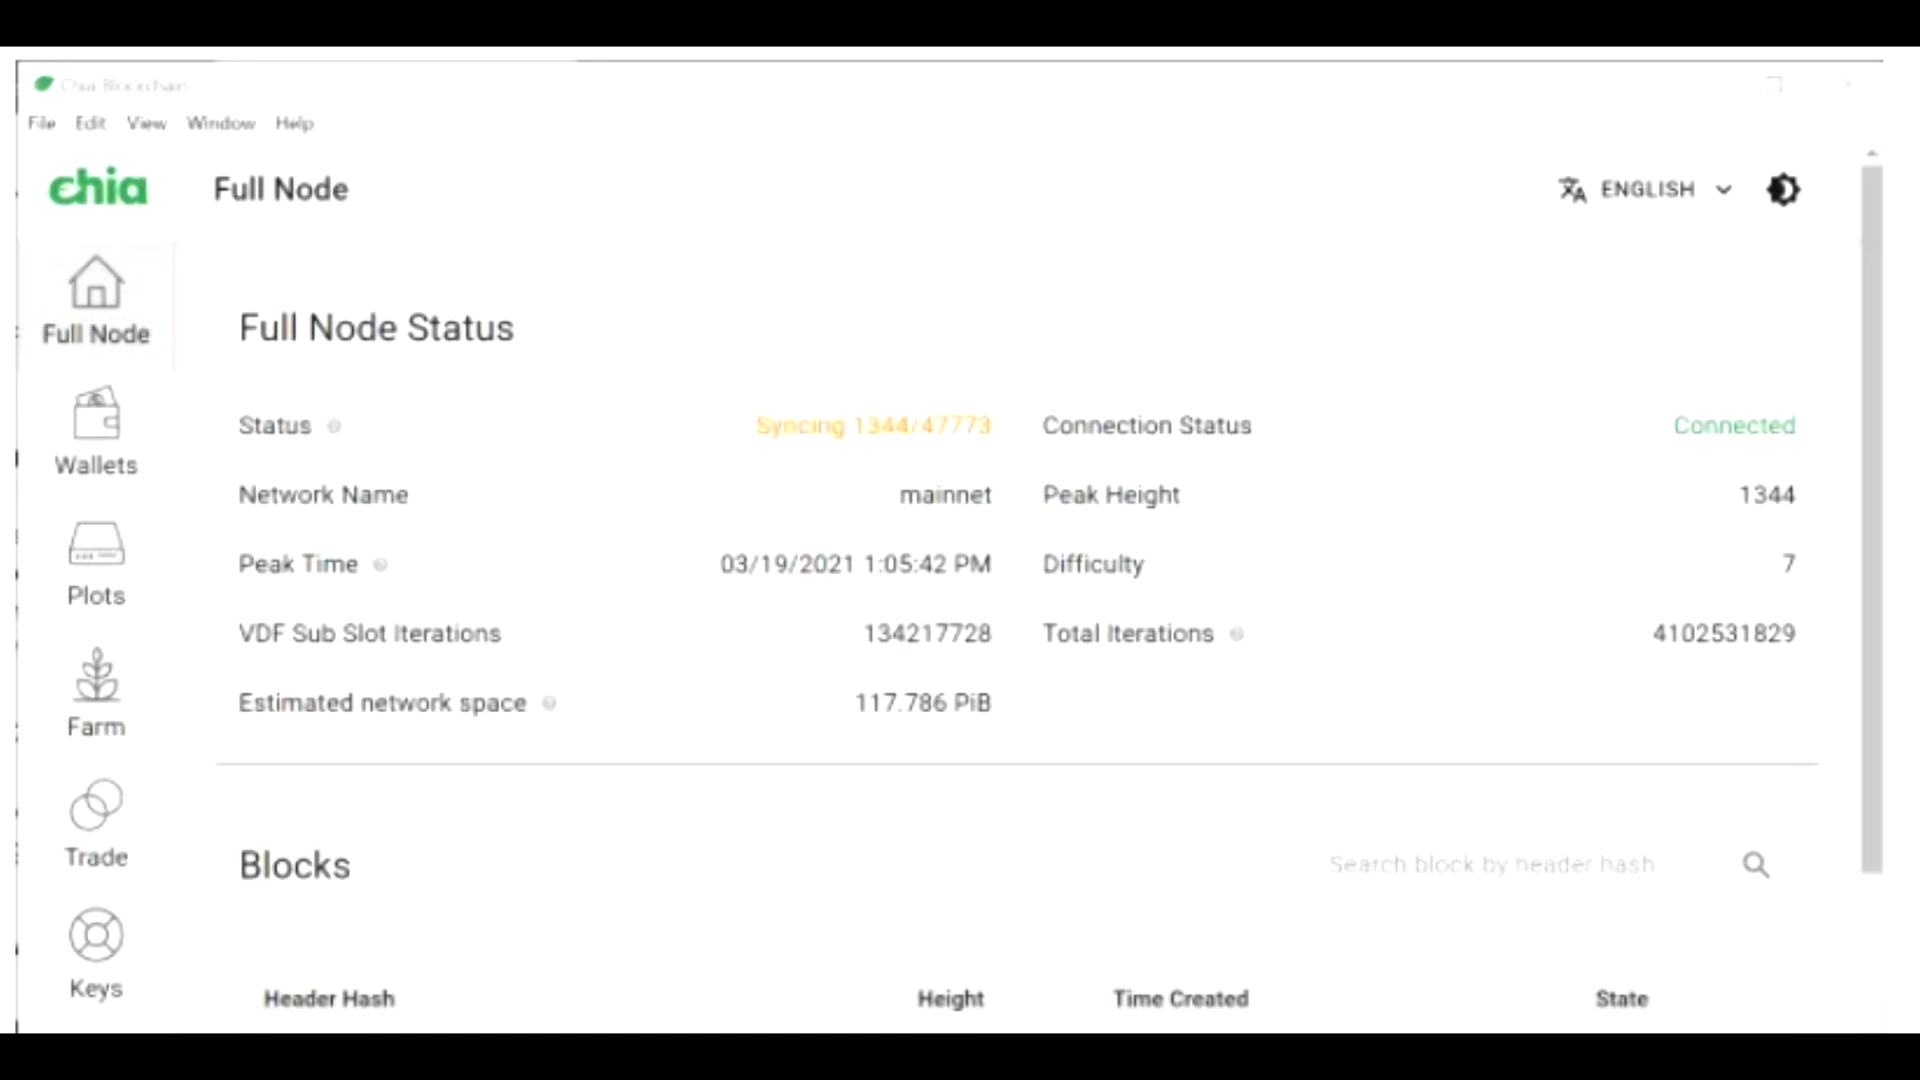 Chia Blockchain
File Edit View Window Help
chia Full Node ENGLISH
Full Node
Wallets
Plots
Farm
Trade
Keys
Full Node Status
Status Syncing 1344/47773 Connection Status Connected
Network Name mainnet Peak Height 1344
Peak Time 03/19/2021 1:05:42 PM Difficulty 7
VDF Sub Slot Iterations 134217728 Total Iterations 4102531829
Estimated network space 117.786 PiB
Blocks Search block by header hash
Header Hash Height Time Created State